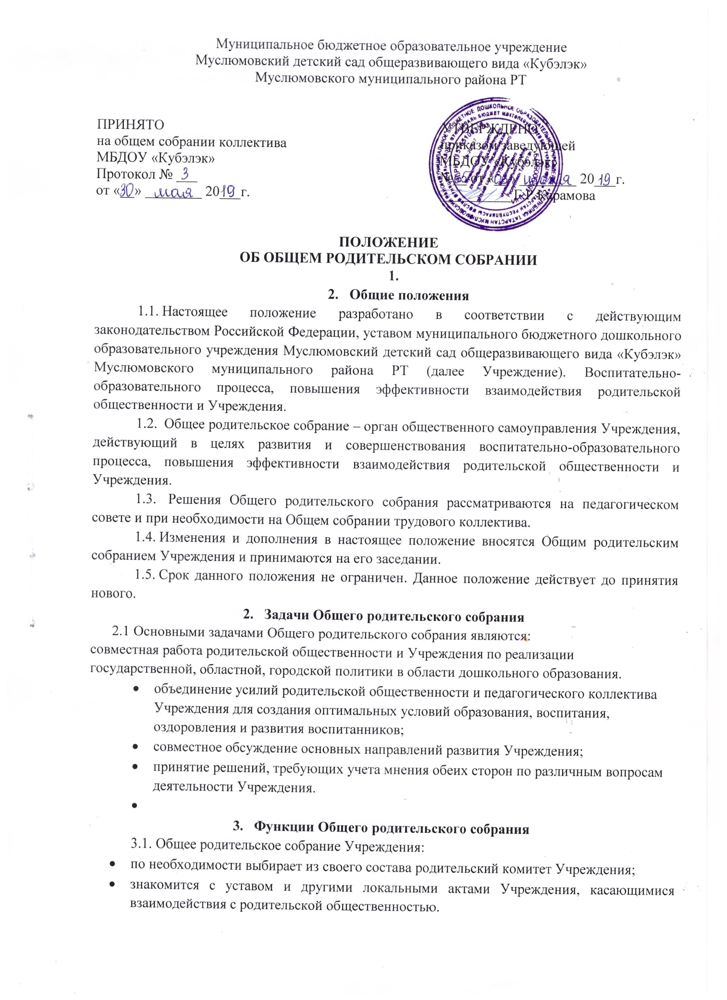 Муниципальное бюджетное образовательное учреждение
Муслюмовский детский сад общеразвивающего вида «Кубэлэк»
Муслюмовского муниципального района РТ
ПРИНЯТО
на общем собрании коллектива
МБДОУ «Кубэлэк»
Протокол № 3
от «30» мая 2019 г.
УТВЕРЖДЕНО
приказом заведующей
МБДОУ «Кубэлэк»
№ 5 от «03» июня 2019 г.
Г.Р. Карамова
ПОЛОЖЕНИЕ
ОБ ОБЩЕМ РОДИТЕЛЬСКОМ СОБРАНИИ
1.
2. Общие положения
1.1. Настоящее положение разработано в соответствии с действующим
законодательством Российской Федерации, уставом муниципального бюджетного дошкольного
образовательного учреждения Муслюмовский детский сад общеразвивающего вида «Кубэлэк»
Муслюмовского муниципального района РТ (далее Учреждение). Воспитательно-
образовательного процесса, повышения эффективности взаимодействия родительской
общественности и Учреждения.
1.2. Общее родительское собрание – орган общественного самоуправления Учреждения,
действующий в целях развития и совершенствования воспитательно-образовательного
процесса, повышения эффективности взаимодействия родительской общественности и
Учреждения.
1.3. Решения Общего родительского собрания рассматриваются на педагогическом
совете и при необходимости на Общем собрании трудового коллектива.
1.4. Изменения и дополнения в настоящее положение вносятся Общим родительским
собранием Учреждения и принимаются на его заседании.
1.5. Срок данного положения не ограничен. Данное положение действует до принятия
нового.
2. Задачи Общего родительского собрания
2.1 Основными задачами Общего родительского собрания являются:
совместная работа родительской общественности и Учреждения по реализации
государственной, областной, городской политики в области дошкольного образования.
• объединение усилий родительской общественности и педагогического коллектива
Учреждения для создания оптимальных условий образования, воспитания,
оздоровления и развития воспитанников;
• совместное обсуждение основных направлений развития Учреждения;
• принятие решений, требующих учета мнения обеих сторон по различным вопросам
деятельности Учреждения.
•
3. Функции Общего родительского собрания
3.1. Общее родительское собрание Учреждения:
• по необходимости выбирает из своего состава родительский комитет Учреждения;
• знакомится с уставом и другими локальными актами Учреждения, касающимися
взаимодействия с родительской общественностью.